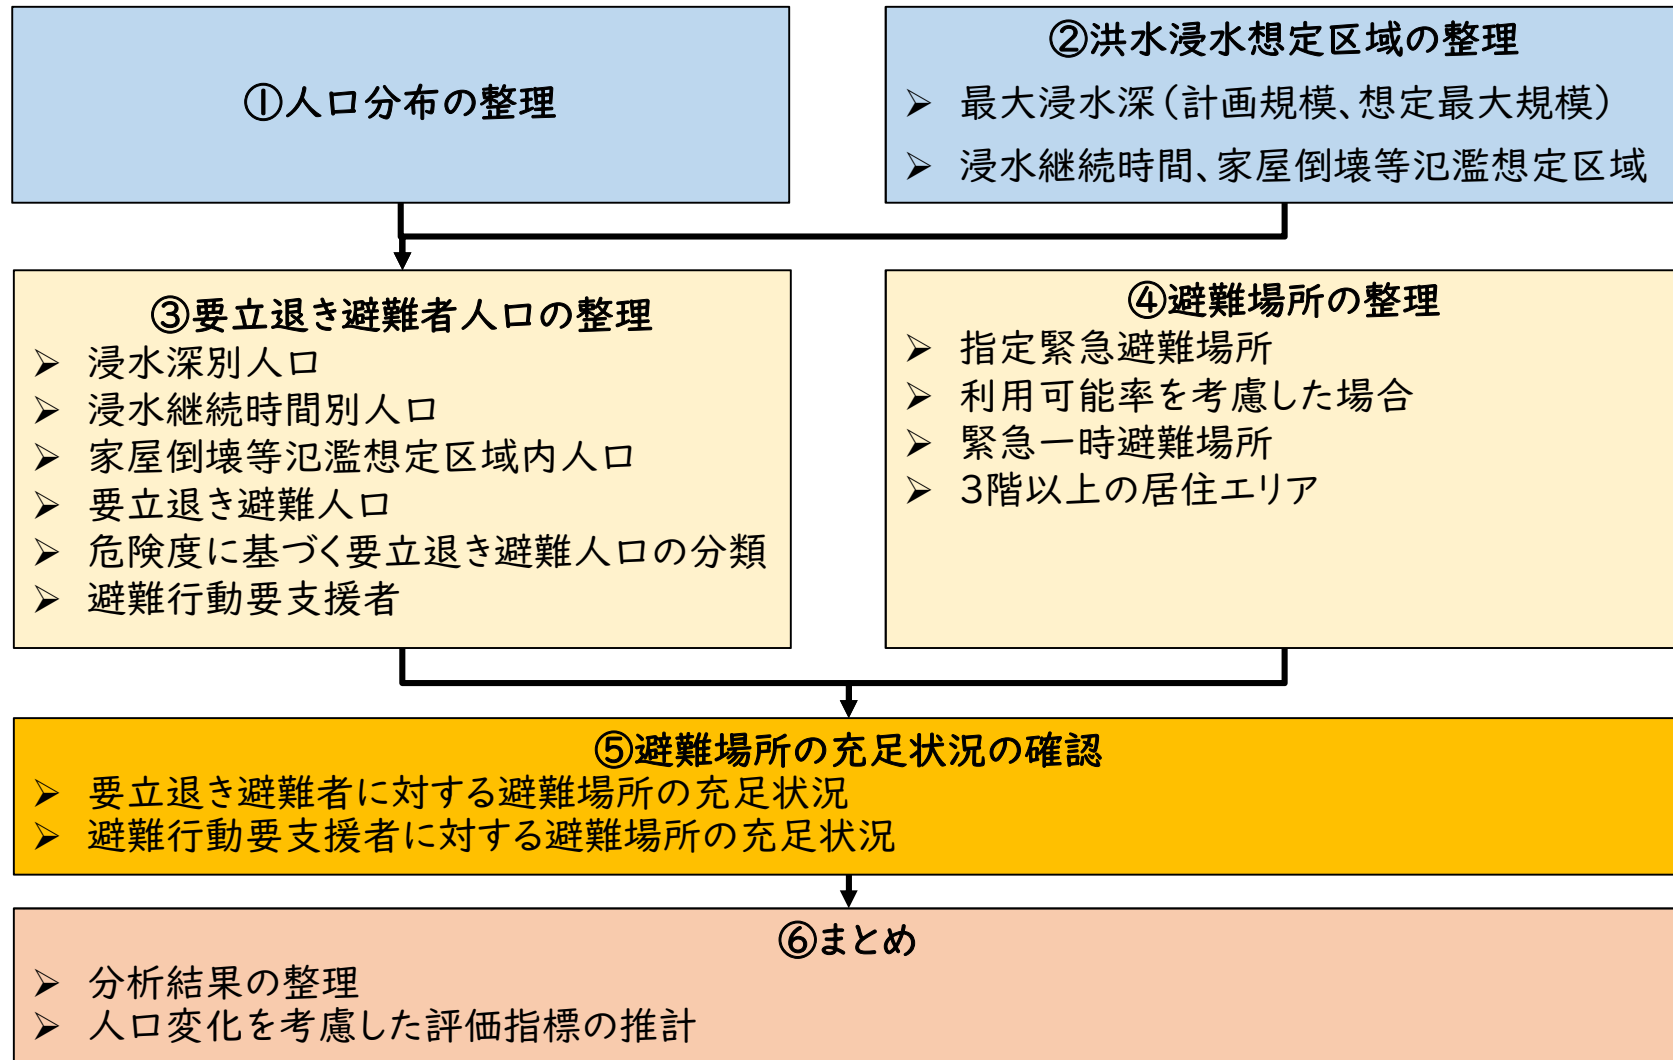 ①人口分布の整理
②洪水浸水想定区域の整理
➢ 最大浸水深（計画規模、想定最大規模）
➢ 浸水継続時間、家屋倒壊等氾濫想定区域
③要立退き避難者人口の整理
➢ 浸水深別人口
➢ 浸水継続時間別人口
➢ 家屋倒壊等氾濫想定区域内人口
➢ 要立退き避難人口
➢ 危険度に基づく要立退き避難人口の分類
➢ 避難行動要支援者
④避難場所の整理
➢ 指定緊急避難場所
➢ 利用可能率を考慮した場合
➢ 緊急一時避難場所
➢ 3階以上の居住エリア
⑤避難場所の充足状況の確認
➢ 要立退き避難者に対する避難場所の充足状況
➢ 避難行動要支援者に対する避難場所の充足状況
⑥まとめ
➢ 分析結果の整理
➢ 人口変化を考慮した評価指標の推計